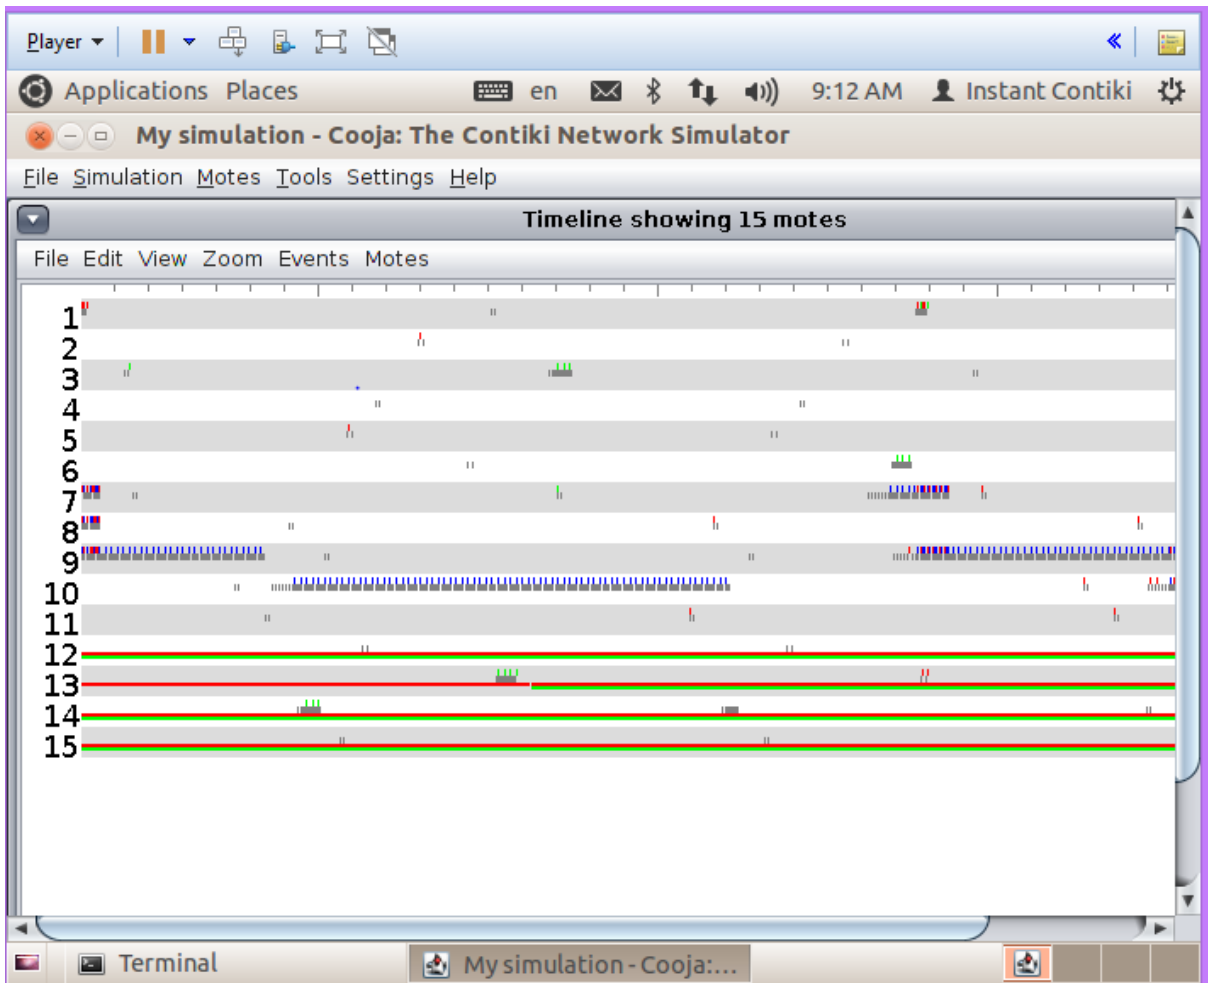 Player
Applications Places en 9:12 AM Instant Contiki
My simulation - Cooja: The Contiki Network Simulator
File Simulation Motes Tools Settings Help
Timeline showing 15 motes
File Edit View Zoom Events Motes
1
2
3
4
5
6
7
8
9
10
11
12
13
14
15
Terminal My simulation - Cooja:...